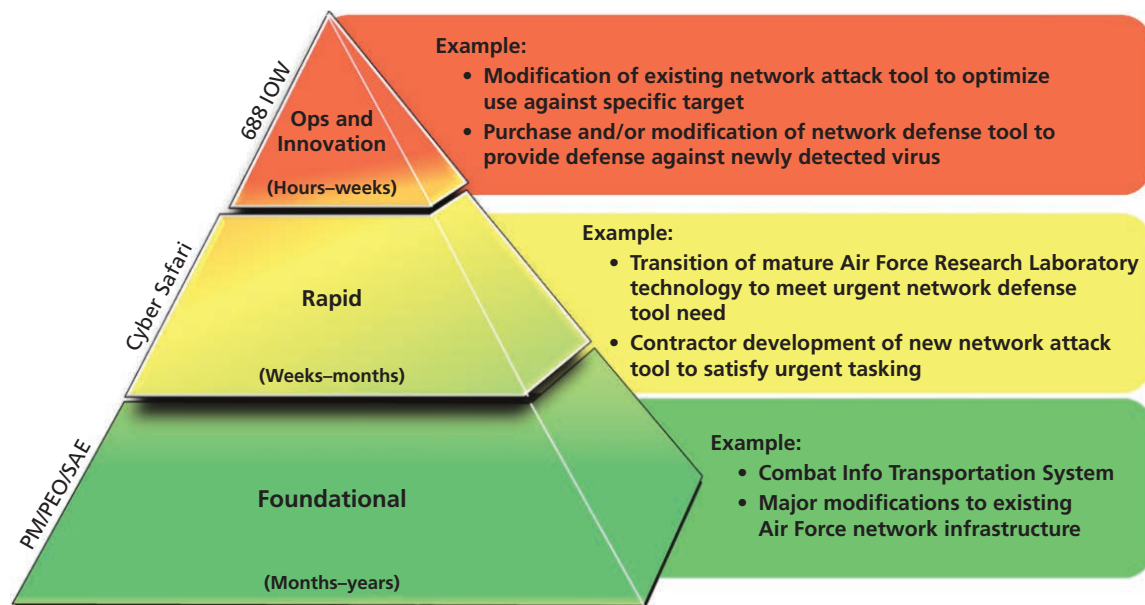 688 IOW
Ops and
Innovation
(Hours–weeks)
Example:
• Modification of existing network attack tool to optimize
use against specific target
• Purchase and/or modification of network defense tool to
provide defense against newly detected virus
Cyber Safari
Rapid
(Weeks–months)
Example:
• Transition of mature Air Force Research Laboratory
technology to meet urgent network defense
tool need
• Contractor development of new network attack
tool to satisfy urgent tasking
PM/PEO/SAE
Foundational
(Months–years)
Example:
• Combat Info Transportation System
• Major modifications to existing
Air Force network infrastructure